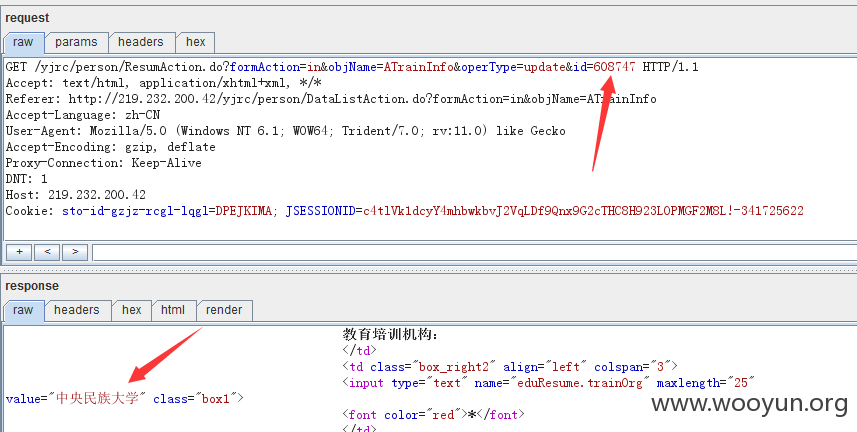 request
raw params headers hex
GET /yjrc/person/ResumAction.do?formAction=in&objName=ATrainInfo&operType=update&id=608747 HTTP/1.1
Accept: text/html, application/xhtml+xml, */*
Referer: http://219.232.200.42/yjrc/person/DataListAction.do?formAction=in&objName=ATrainInfo
Accept-Language: zh-CN
User-Agent: Mozilla/5.0 (Windows NT 6.1; WOW64; Trident/7.0; rv:11.0) like Gecko
Accept-Encoding: gzip, deflate
Proxy-Connection: Keep-Alive
DNT: 1
Host: 219.232.200.42
Cookie: sto-id-gzjz-rcgl-lqgl=DPEJKIMA; JSESSIONID=c4tlVk1dcyY4mhbwkbvJ2VqLDf9Qnx9G2cTHC8H923LOPMGF2M8L!-341725622
+ < >
response
raw headers hex html render
教育培训机构:
</td>
<td class="box_right2" align="left" colspan="3">
<input type="text" name="eduResume.trainOrg" maxlength="25"
value="中央民族大学" class="box1">
<font color="red">*</font>
</td>
www.wooyun.org